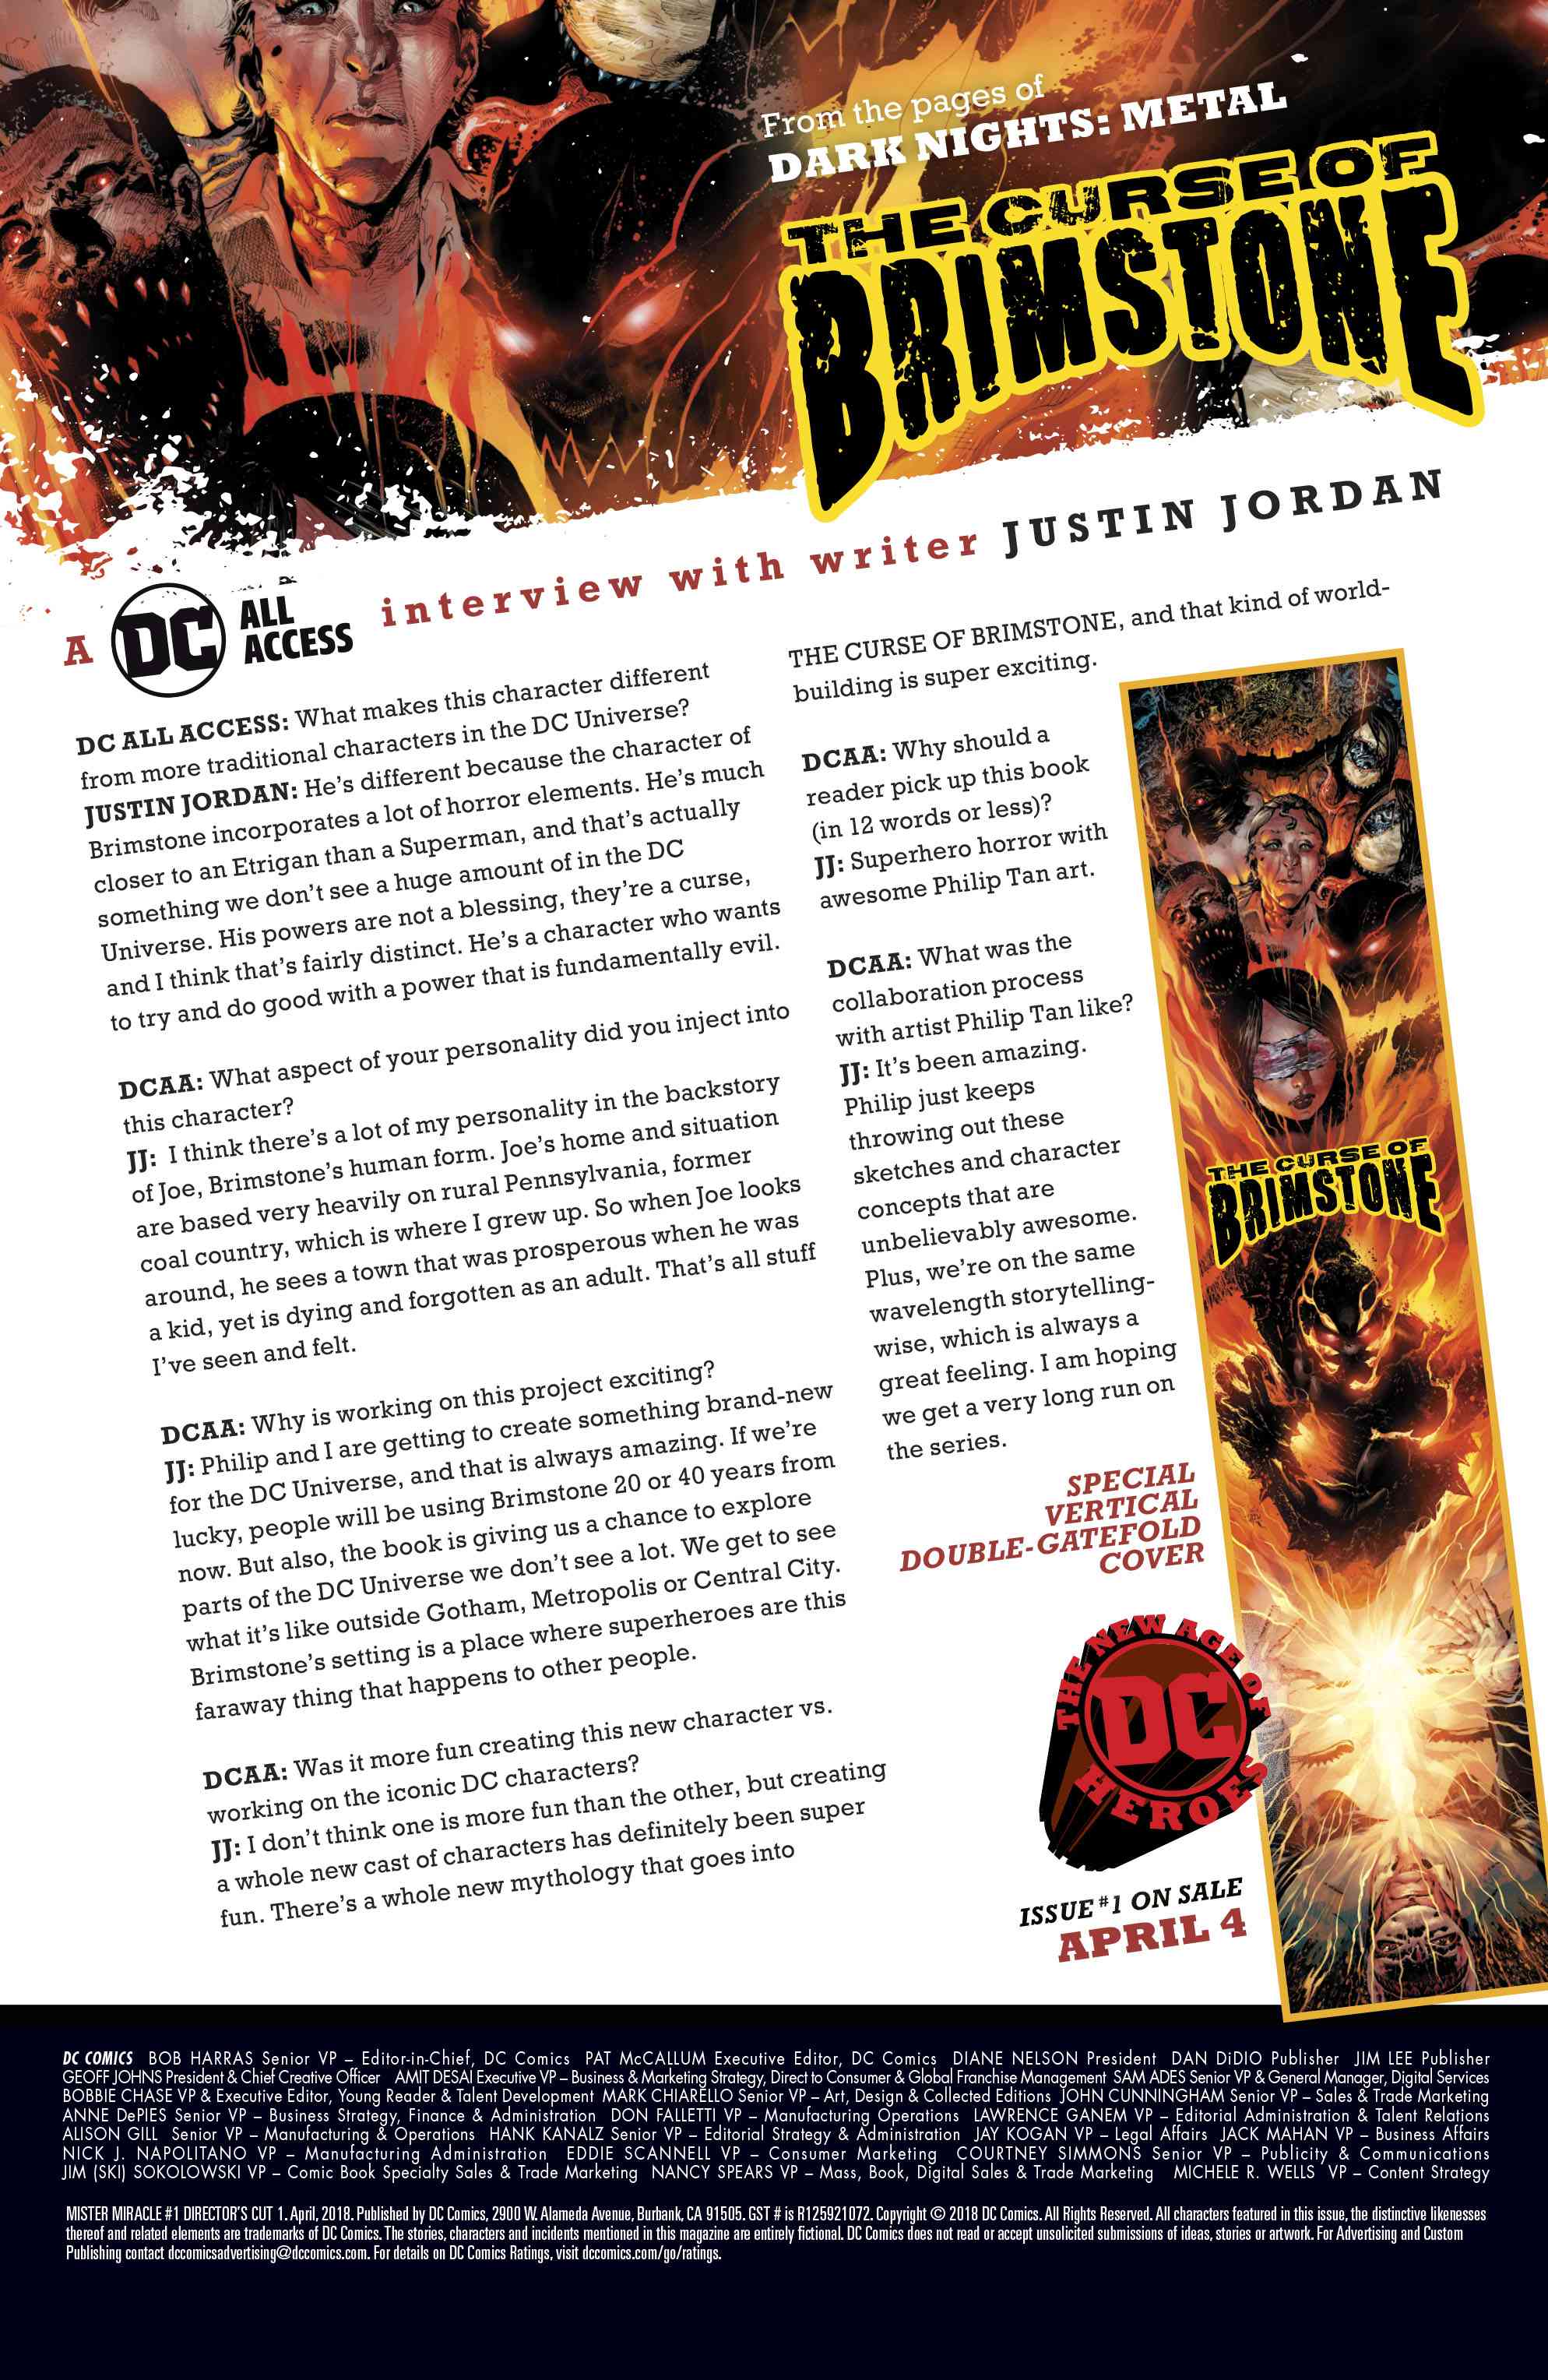 From the pages of
DARK NIGHTS: METAL
THE CURSE OF
BRIMSTONE
A DC ALL ACCESS interview with writer JUSTIN JORDAN
DC ALL ACCESS: What makes this character different
from more traditional characters in the DC Universe?
JUSTIN JORDAN: He's different because the character of
Brimstone incorporates a lot of horror elements. He's much
closer to an Etrigan than a Superman, and that's actually
something we don't see a huge amount of in the DC
Universe. His powers are not a blessing, they're a curse,
and I think that's fairly distinct. He's a character who wants
to try and do good with a power that is fundamentally evil.
DCAA: What aspect of your personality did you inject into
this character?
JJ: I think there's a lot of my personality in the backstory
of Joe, Brimstone's human form. Joe's home and situation
are based very heavily on rural Pennsylvania, former
coal country, which is where I grew up. So when Joe looks
around, he sees a town that was prosperous when he was
a kid, yet is dying and forgotten as an adult. That's all stuff
I've seen and felt.
DCAA: Why is working on this project exciting?
JJ: Philip and I are getting to create something brand-new
for the DC Universe, and that is always amazing. If we're
lucky, people will be using Brimstone 20 or 40 years from
now. But also, the book is giving us a chance to explore
parts of the DC Universe we don't see a lot. We get to see
what it's like outside Gotham, Metropolis or Central City.
Brimstone's setting is a place where superheroes are this
faraway thing that happens to other people.
DCAA: Was it more fun creating this new character vs.
working on the iconic DC characters?
JJ: I don't think one is more fun than the other, but creating
a whole new cast of characters has definitely been super
fun. There's a whole new mythology that goes into
THE CURSE OF BRIMSTONE, and that kind of world-
building is super exciting.
DCAA: Why should a
reader pick up this book
(in 12 words or less)?
JJ: Superhero horror with
awesome Philip Tan art.
DCAA: What was the
collaboration process
with artist Philip Tan like?
JJ: It's been amazing.
Philip just keeps
throwing out these
sketches and character
concepts that are
unbelievably awesome.
Plus, we're on the same
wavelength storytelling-
wise, which is always a
great feeling. I am hoping
we get a very long run on
the series.
THE CURSE OF
BRIMSTONE
SPECIAL
VERTICAL
DOUBLE-GATEFOLD
COVER
THE NEW AGE OF
DC
HEROES
ISSUE #1 ON SALE
APRIL 4
DC COMICS BOB HARRAS Senior VP – Editor-in-Chief, DC Comics PAT McCALLUM Executive Editor, DC Comics DIANE NELSON President DAN DiDIO Publisher JIM LEE Publisher
GEOFF JOHNS President & Chief Creative Officer AMIT DESAI Executive VP – Business & Marketing Strategy, Direct to Consumer & Global Franchise Management SAM ADES Senior VP & General Manager, Digital Services
BOBBIE CHASE VP & Executive Editor, Young Reader & Talent Development MARK CHIARELLO Senior VP – Art, Design & Collected Editions JOHN CUNNINGHAM Senior VP – Sales & Trade Marketing
ANNE DePIES Senior VP – Business Strategy, Finance & Administration DON FALLETTI VP – Manufacturing Operations LAWRENCE GANEM VP – Editorial Administration & Talent Relations
ALISON GILL Senior VP – Manufacturing & Operations HANK KANALZ Senior VP – Editorial Strategy & Administration JAY KOGAN VP – Legal Affairs JACK MAHAN VP – Business Affairs
NICK J. NAPOLITANO VP – Manufacturing Administration EDDIE SCANNELL VP – Consumer Marketing COURTNEY SIMMONS Senior VP – Publicity & Communications
JIM (SKI) SOKOLOWSKI VP – Comic Book Specialty Sales & Trade Marketing NANCY SPEARS VP – Mass, Book, Digital Sales & Trade Marketing MICHELE R. WELLS VP – Content Strategy
MISTER MIRACLE #1 DIRECTOR'S CUT 1. April, 2018. Published by DC Comics, 2900 W. Alameda Avenue, Burbank, CA 91505. GST # is R125921072. Copyright © 2018 DC Comics. All Rights Reserved. All characters featured in this issue, the distinctive likenesses
thereof and related elements are trademarks of DC Comics. The stories, characters and incidents mentioned in this magazine are entirely fictional. DC Comics does not read or accept unsolicited submissions of ideas, stories or artwork. For Advertising and Custom
Publishing contact dccomicsadvertising@dccomics.com. For details on DC Comics Ratings, visit dccomics.com/go/ratings.